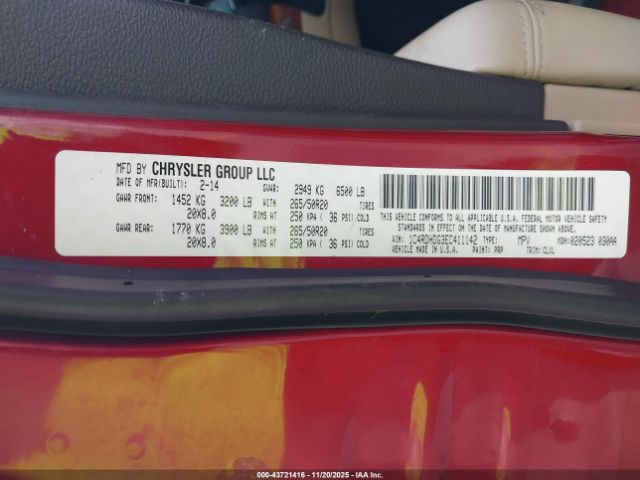 MFD BY CHRYSLER GROUP LLC
DATE OF MFR(BUILT): 2-14 GVWR: 2949 KG 6500 LB
GAWR FRONT: 1452 KG 3200 LB WITH 265/50R20 TIRES
20X8.0 RIMS AT 250 KPA ( 36 PSI) COLD
GAWR REAR: 1770 KG 3900 LB WITH 265/50R20 TIRES
20X8.0 RIMS AT 250 KPA ( 36 PSI) COLD
THIS VEHICLE CONFORMS TO ALL APPLICABLE U.S.A. FEDERAL MOTOR VEHICLE SAFETY
STANDARDS IN EFFECT ON THE DATE OF MANUFACTURE SHOWN ABOVE.
VIN: 1C4RDHDG3EC411142 TYPE: MPV MDH: 020523 030AA
VEHICLE MADE IN U.S.A. PAINT: PRP TRIM: CLVL
000-43721416 - 11/20/2025 - IAA Inc.